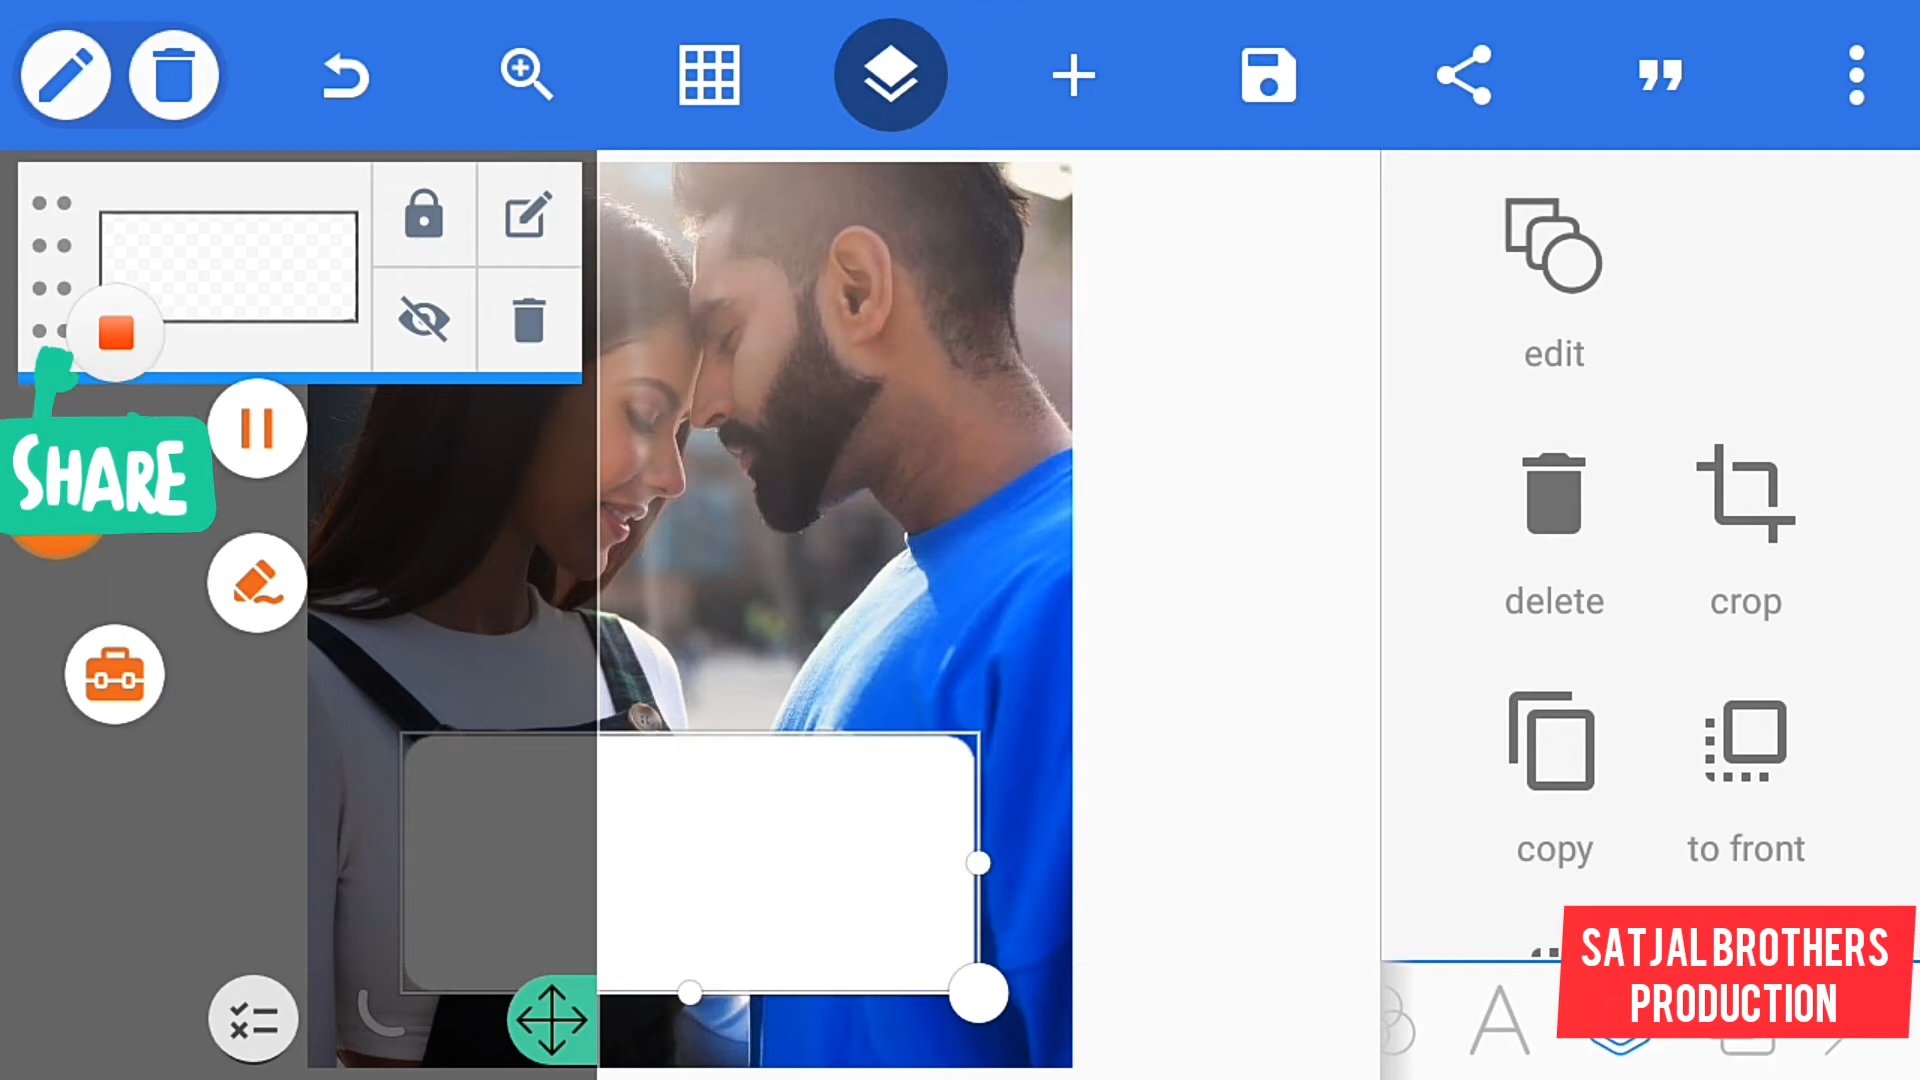 SHARE
edit
delete
crop
copy
to front
SATJAL BROTHERS
PRODUCTION
A